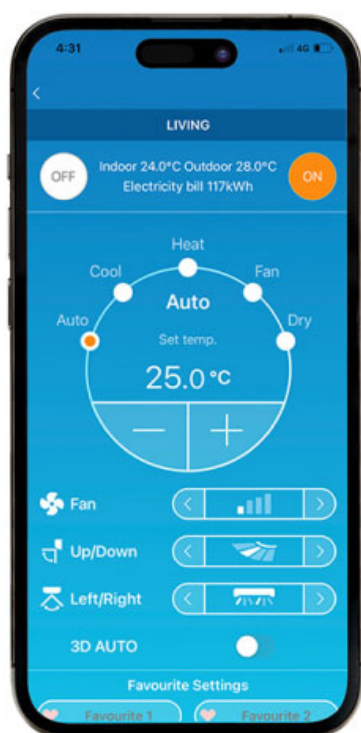 4:31
4G
LIVING
OFF
Indoor 24.0°C Outdoor 28.0°C
Electricity bill 117kWh
ON
Heat
Cool
Fan
Auto
Auto
Dry
Set temp.
25.0 °C
Fan
Up/Down
Left/Right
3D AUTO
Favourite Settings
Favourite 1
Favourite 2